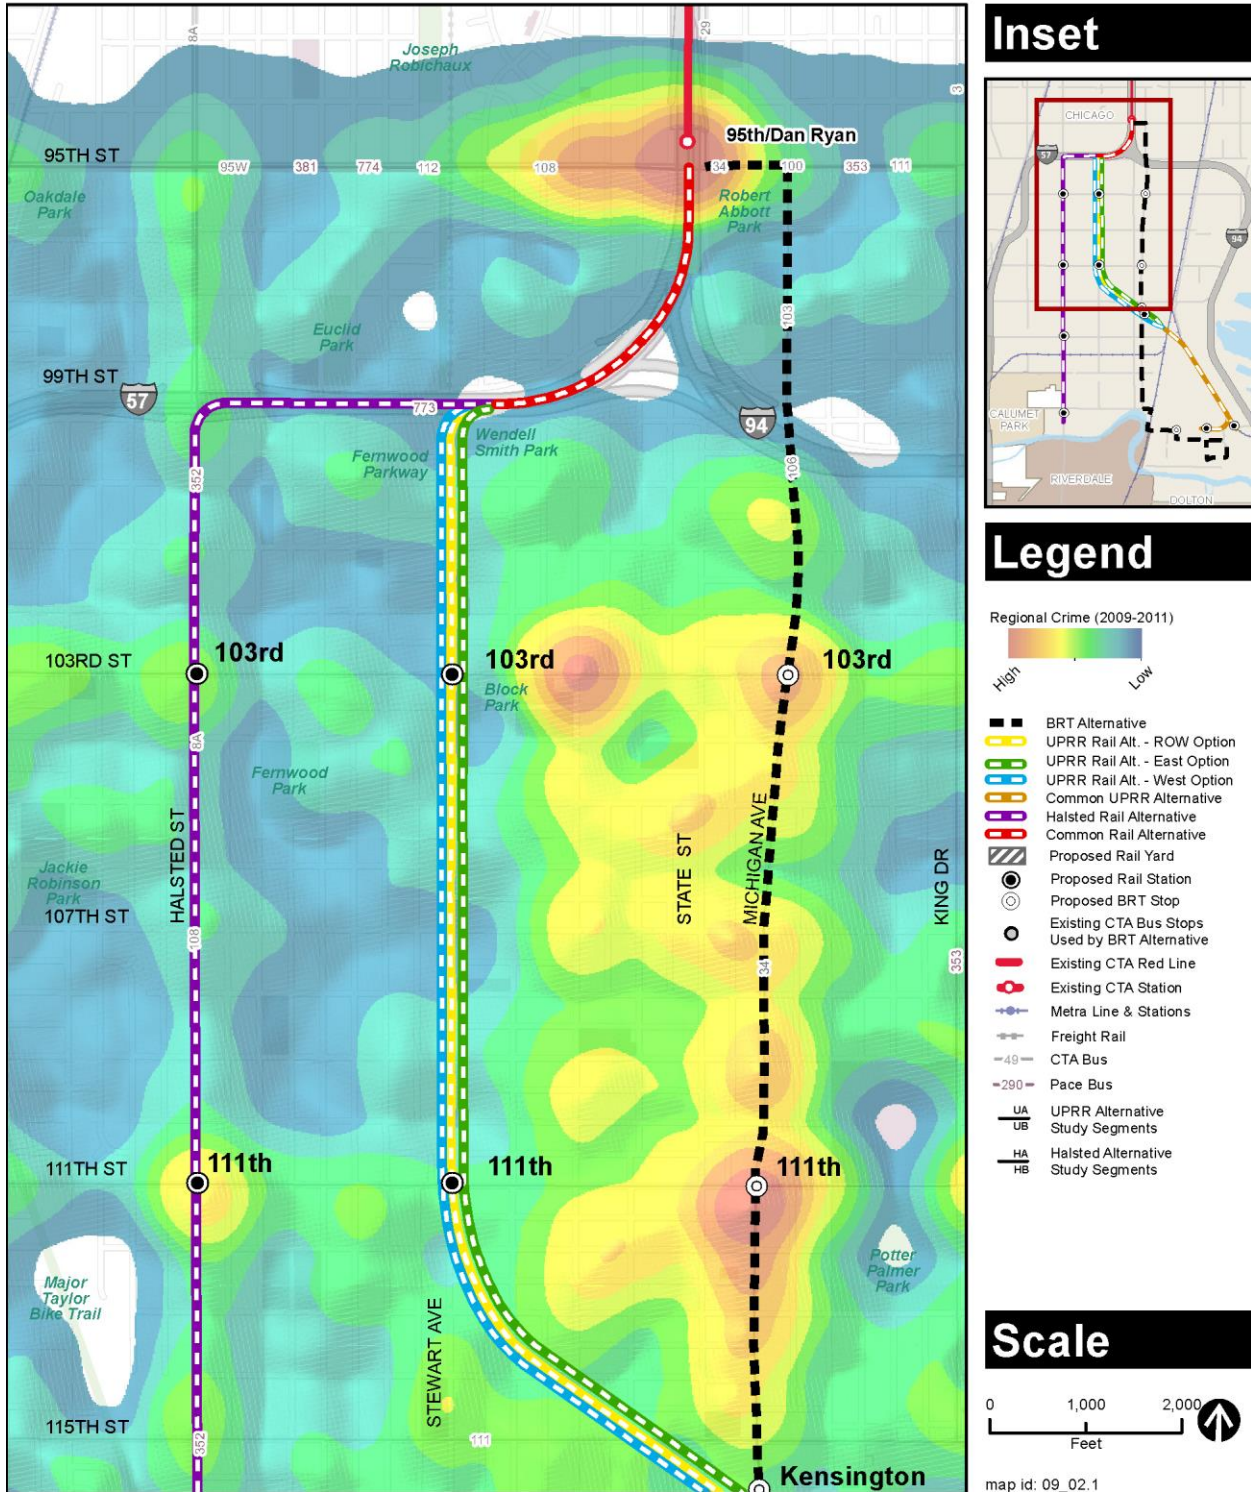 8A
29
Joseph
Robichaux
3
95TH ST
95W
381
774
112
108
95th/Dan Ryan
34
100
353
111
Oakdale
Park
Robert
Abbott
Park
103
Euclid
Park
99TH ST
57
773
Wendell
Smith Park
94
Fernwood
Parkway
352
106
103RD ST
103rd
103rd
103rd
Block
Park
8A
Fernwood
Park
HALSTED ST
STATE ST
MICHIGAN AVE
KING DR
Jackie
Robinson
Park
107TH ST
108
34
353
111TH ST
111th
111th
111th
Major
Taylor
Bike Trail
Potter
Palmer
Park
STEWART AVE
115TH ST
352
111
Kensington
Inset
CHICAGO
57
94
CALUMET
PARK
RIVERDALE
DOLTON
Legend
Regional Crime (2009-2011)
High
Low
BRT Alternative
UPRR Rail Alt. - ROW Option
UPRR Rail Alt. - East Option
UPRR Rail Alt. - West Option
Common UPRR Alternative
Halsted Rail Alternative
Common Rail Alternative
Proposed Rail Yard
Proposed Rail Station
Proposed BRT Stop
Existing CTA Bus Stops
Used by BRT Alternative
Existing CTA Red Line
Existing CTA Station
Metra Line & Stations
Freight Rail
49 CTA Bus
290 Pace Bus
UA UPRR Alternative
UB Study Segments
HA Halsted Alternative
HB Study Segments
Scale
0 1,000 2,000
Feet
map id: 09_02.1